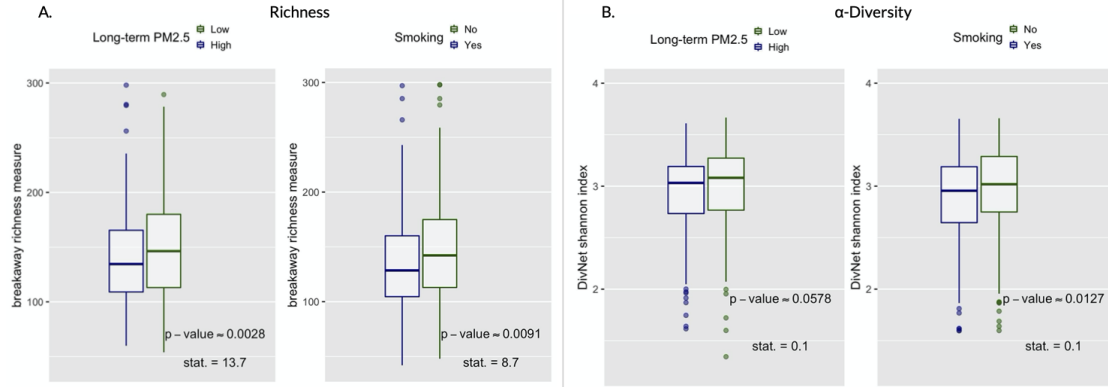 A.
Richness
Long-term PM2.5
Low
High
Smoking
No
Yes
breakaway richness measure
300
200
100
p – value ≈ 0.0028
stat. = 13.7
breakaway richness measure
300
200
100
p – value ≈ 0.0091
stat. = 8.7
B.
α-Diversity
Long-term PM2.5
Low
High
Smoking
No
Yes
DivNet shannon index
4
3
2
p – value ≈ 0.0578
stat. = 0.1
DivNet shannon index
4
3
2
p – value ≈ 0.0127
stat. = 0.1